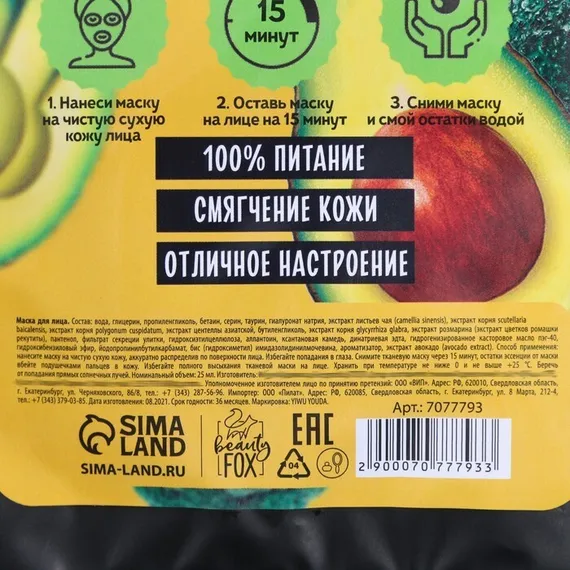 15
МИНУТ
1. Нанеси маску
на чистую сухую
кожу лица
2. Оставь маску
на лице на 15 минут
3. Сними маску
и смой остатки водой
100% ПИТАНИЕ
СМЯГЧЕНИЕ КОЖИ
ОТЛИЧНОЕ НАСТРОЕНИЕ
Маска для лица. Состав: вода, глицерин, пропиленгликоль, бетаин, серин, таурин, гиалуронат натрия, экстракт листьев чая (camellia sinensis), экстракт корня scutellaria
baicalensis, экстракт корня polygonum cuspidatum, экстракт центеллы азиатской, бутиленгликоль, экстракт корня glycyrrhiza glabra, экстракт розмарина (экстракт цветков ромашки
рекутиты), пантенол, фильтрат секреции улитки, гидроксиэтилцеллюлоза, аллантоин, ксантановая камедь, динатриевая эдта, гидрогенизированное касторовое масло пэг-40,
гидроксиэтиловый эфир, йодопропинилбутилкарбамат, бис (гидроксиметил) имидазолидинилмочевина, ароматизатор, экстракт авокадо (avocado extract). Способ применения:
нанесите маску на чистую сухую кожу, аккуратно распределив по поверхности лица. Избегайте попадания в глаза. Снимите тканевую маску через 15 минут, остатки эссенции от маски
вбейте подушечками пальцев в кожу. Избегайте полного высыхания тканевой маски на лице. Хранить при температуре не ниже 0 и не выше +25 °С. Беречь
от попадания прямых солнечных лучей. Номинальный объем: 25 мл. Изготовитель:
Уполномоченное изготовителем лицо по принятию претензий: ООО «ВИП». Адрес: РФ, 620010, Свердловская область,
г. Екатеринбург, ул. Черняховского, 86/8, тел.: +7 (343) 287-56-96. Импортер: ООО «Пилат». Адрес: РФ, 620085, Свердловская область, г. Екатеринбург, ул. 8 Марта, 212-4,
тел.: +7 (343) 379-03-85. Дата изготовления: 08.2021. Срок годности: 36 месяцев. Маркировка: YIWU YOUDA.
Арт.: 7077793
SIMA
LAND
SIMA-LAND.RU
beauty
FOX
EAC
04
2 900070 777933